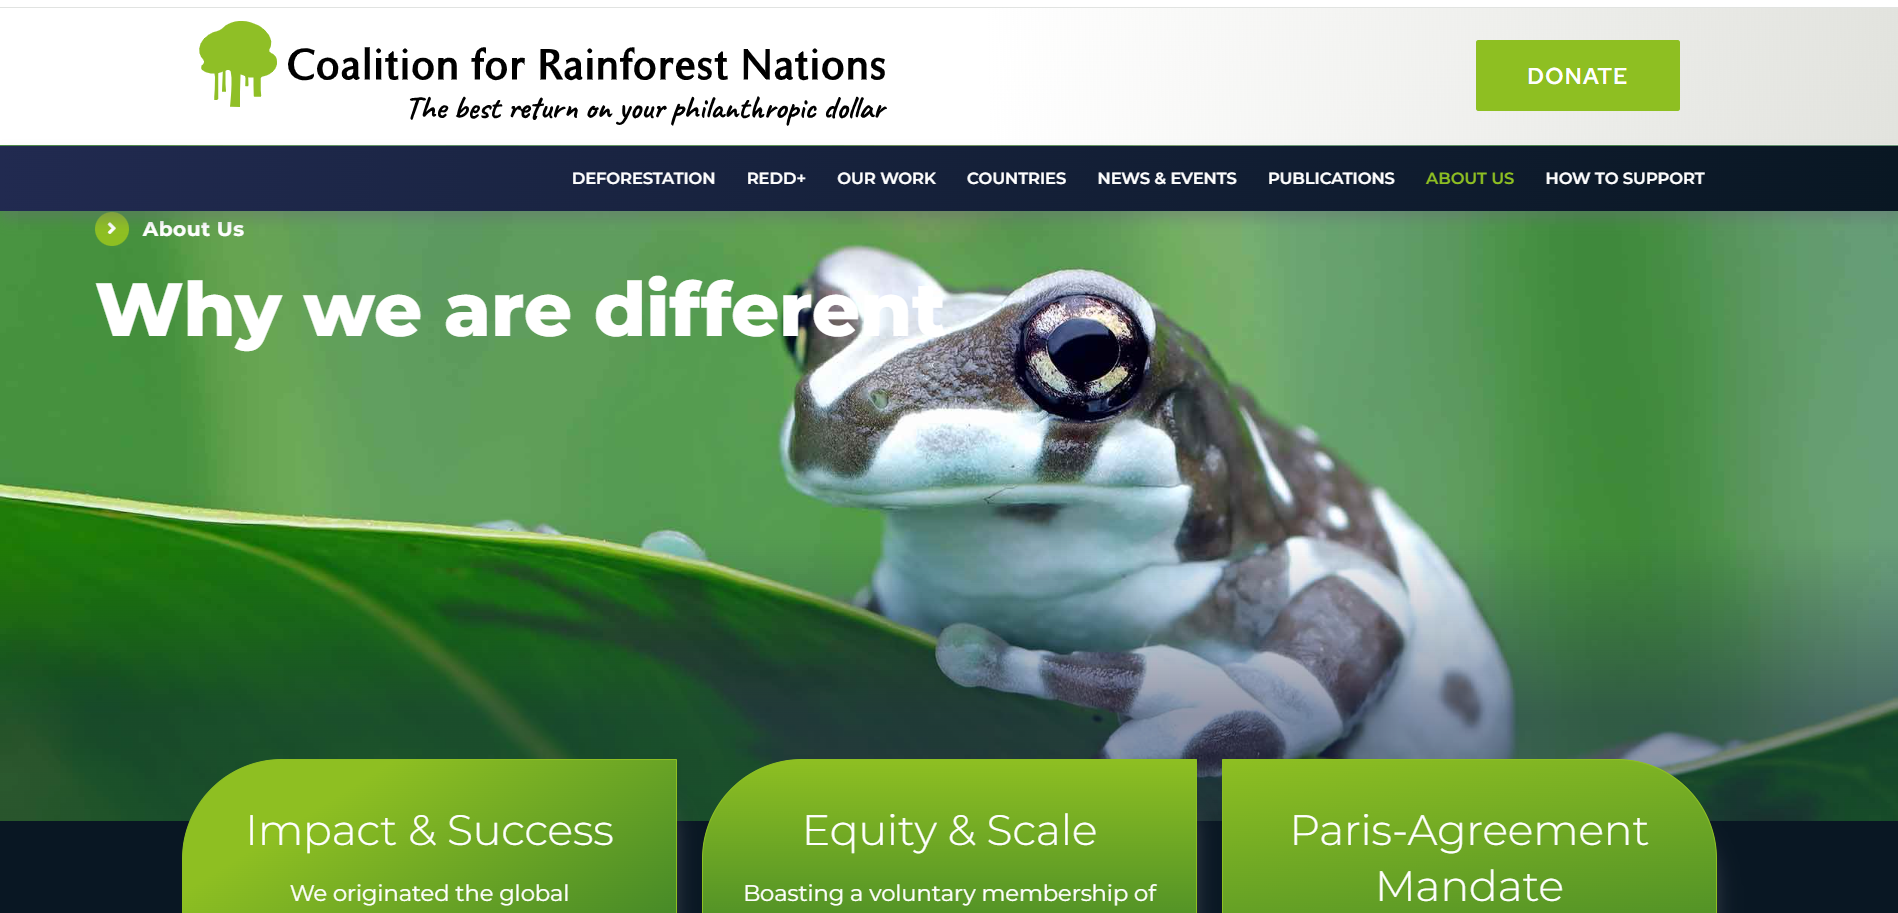 Coalition for Rainforest Nations
The best return on your philanthropic dollar
DONATE
DEFORESTATION REDD+ OUR WORK COUNTRIES NEWS & EVENTS PUBLICATIONS ABOUT US HOW TO SUPPORT
About Us
Why we are different
Impact & Success
We originated the global
Equity & Scale
Boasting a voluntary membership of
Paris-Agreement
Mandate